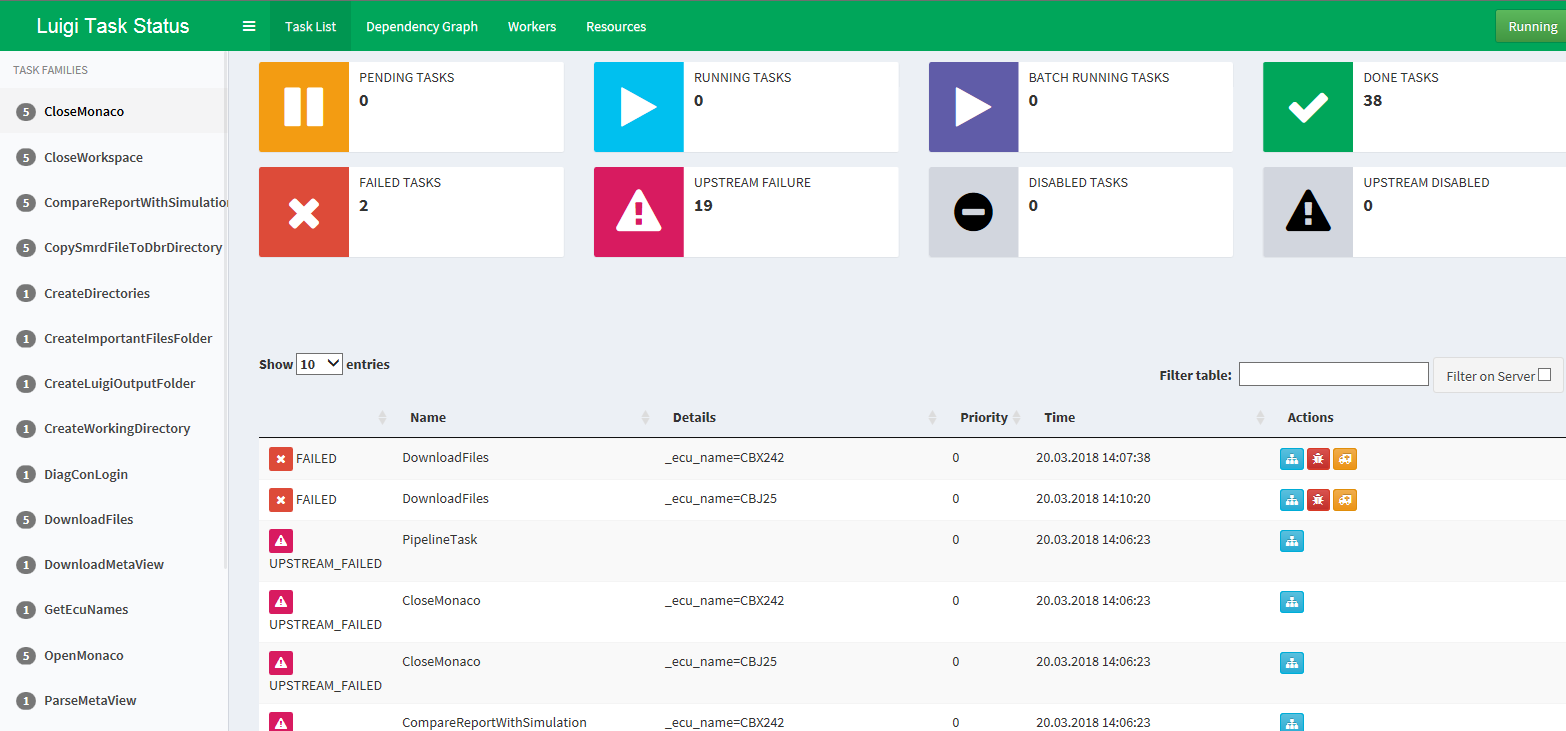 Luigi Task Status
Task List
Dependency Graph
Workers
Resources
Running
TASK FAMILIES
5 CloseMonaco
5 CloseWorkspace
5 CompareReportWithSimulation
5 CopySmrdFileToDbrDirectory
1 CreateDirectories
1 CreateImportantFilesFolder
1 CreateLuigiOutputFolder
1 CreateWorkingDirectory
1 DiagConLogin
5 DownloadFiles
1 DownloadMetaView
1 GetEcuNames
5 OpenMonaco
1 ParseMetaView
PENDING TASKS
0
RUNNING TASKS
0
BATCH RUNNING TASKS
0
DONE TASKS
38
FAILED TASKS
2
UPSTREAM FAILURE
19
DISABLED TASKS
0
UPSTREAM DISABLED
0
Show 10 entries
Filter table:
Filter on Server
Name Details Priority Time Actions
FAILED DownloadFiles _ecu_name=CBX242 0 20.03.2018 14:07:38
FAILED DownloadFiles _ecu_name=CBJ25 0 20.03.2018 14:10:20
PipelineTask 0 20.03.2018 14:06:23
UPSTREAM_FAILED
CloseMonaco _ecu_name=CBX242 0 20.03.2018 14:06:23
UPSTREAM_FAILED
CloseMonaco _ecu_name=CBJ25 0 20.03.2018 14:06:23
UPSTREAM_FAILED
CompareReportWithSimulation _ecu_name=CBX242 0 20.03.2018 14:06:23